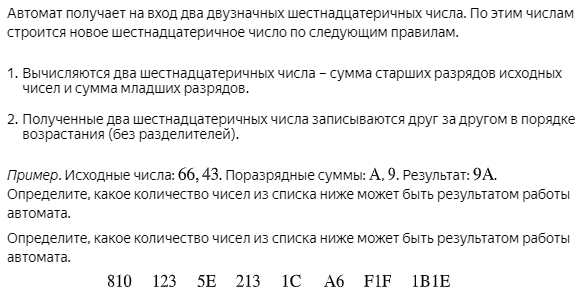 Автомат получает на вход два двузначных шестнадцатеричных числа. По этим числам
строится новое шестнадцатеричное число по следующим правилам.
1. Вычисляются два шестнадцатеричных числа – сумма старших разрядов исходных
чисел и сумма младших разрядов.
2. Полученные два шестнадцатеричных числа записываются друг за другом в порядке
возрастания (без разделителей).
Пример. Исходные числа: 66, 43. Поразрядные суммы: A, 9. Результат: 9A.
Определите, какое количество чисел из списка ниже может быть результатом работы
автомата.
Определите, какое количество чисел из списка ниже может быть результатом работы
автомата.
810 123 5E 213 1C A6 F1F 1B1E